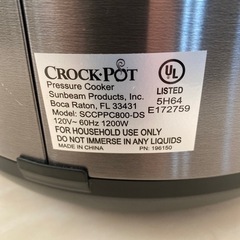 CROCK·POT
Pressure Cooker
Sunbeam Products, Inc.
Boca Raton, FL 33431
Model: SCCPPC800-DS
120V~ 60Hz 1200W
FOR HOUSEHOLD USE ONLY
DO NOT IMMERSE IN ANY LIQUIDS
MADE IN CHINA
PN: 196150
UL
LISTED
5H64
E172759